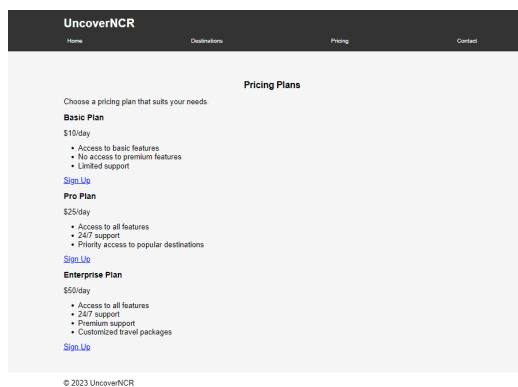 UncoverNCR
Home Destinations Pricing Contact
Pricing Plans
Choose a pricing plan that suits your needs.
Basic Plan
$10/day
• Access to basic features
• No access to premium features
• Limited support
Sign Up
Pro Plan
$25/day
• Access to all features
• 24/7 support
• Priority access to popular destinations
Sign Up
Enterprise Plan
$50/day
• Access to all features
• 24/7 support
• Premium support
• Customized travel packages
Sign Up
© 2023 UncoverNCR